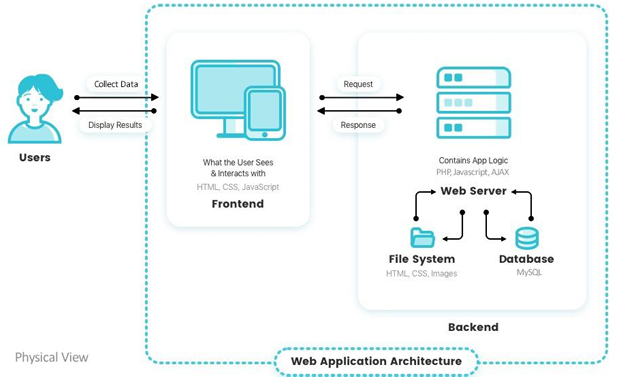 Collect Data
Display Results
Users
What the User Sees
& Interacts with
HTML, CSS, JavaScript
Frontend
Request
Response
Contains App Logic
PHP, Javascript, AJAX
Web Server
File System
HTML, CSS, Images
Database
MySQL
Backend
Physical View
Web Application Architecture